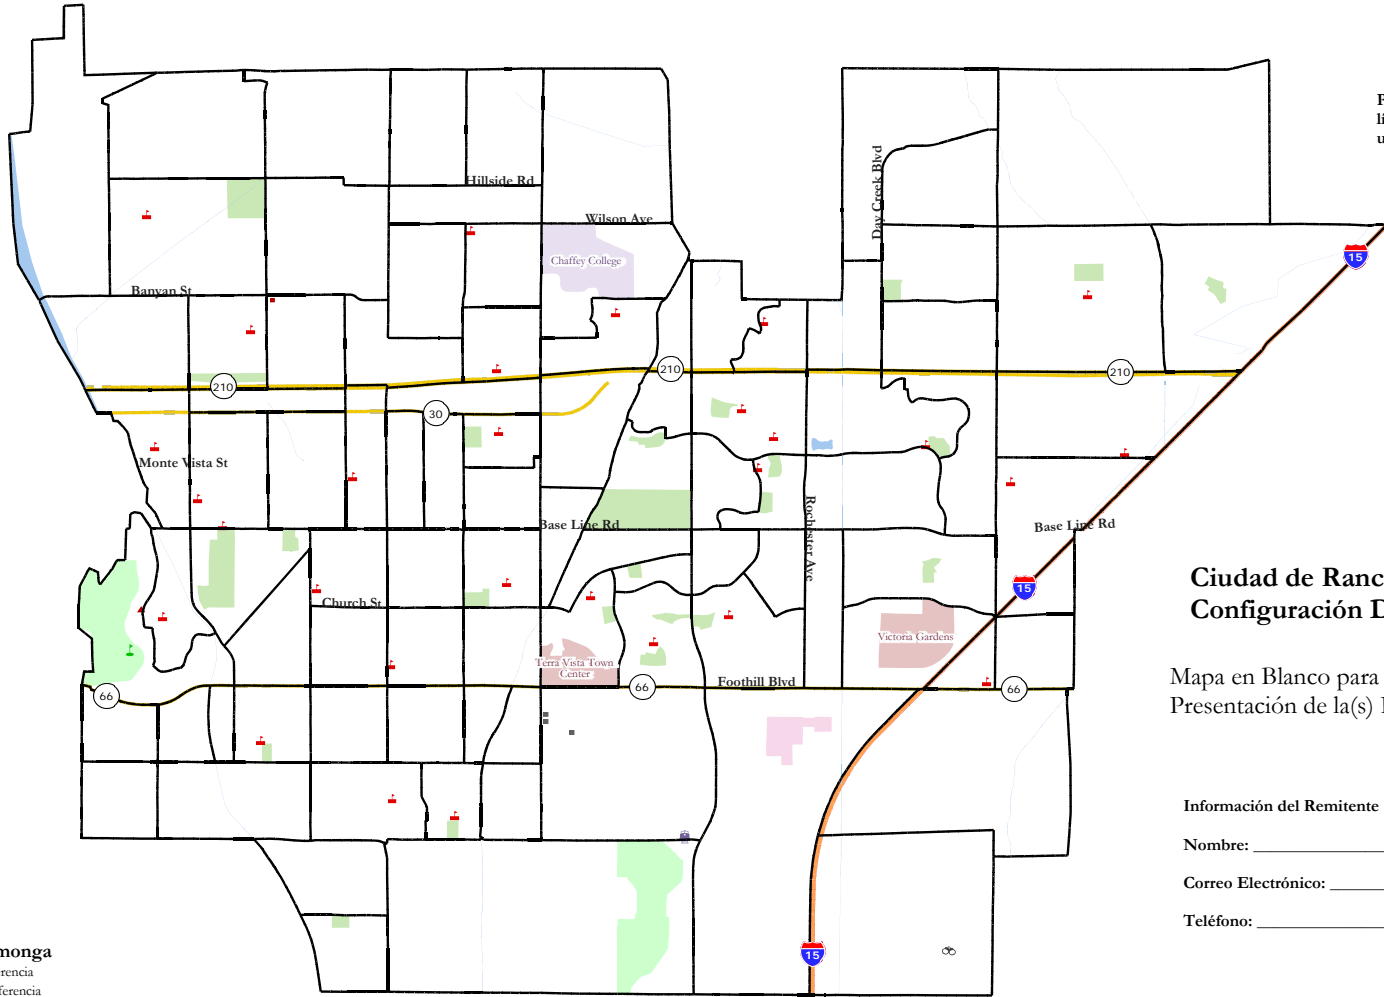 Hillside Rd
Wilson Ave
Day Creek Blvd
Chaffey College
15
Banyan St
210
210
210
30
Monte Vista St
Base Line Rd
Rochester Ave
Base Line Rd
15
Church St
Victoria Gardens
Terra Vista Town
Center
Foothill Blvd
66
66
66
15
Ciudad de Ranc
Configuración D
Mapa en Blanco para
Presentación de la(s)
Información del Remitente
Nombre:
Correo Electrónico:
Teléfono:
monga
erencia
ferencia